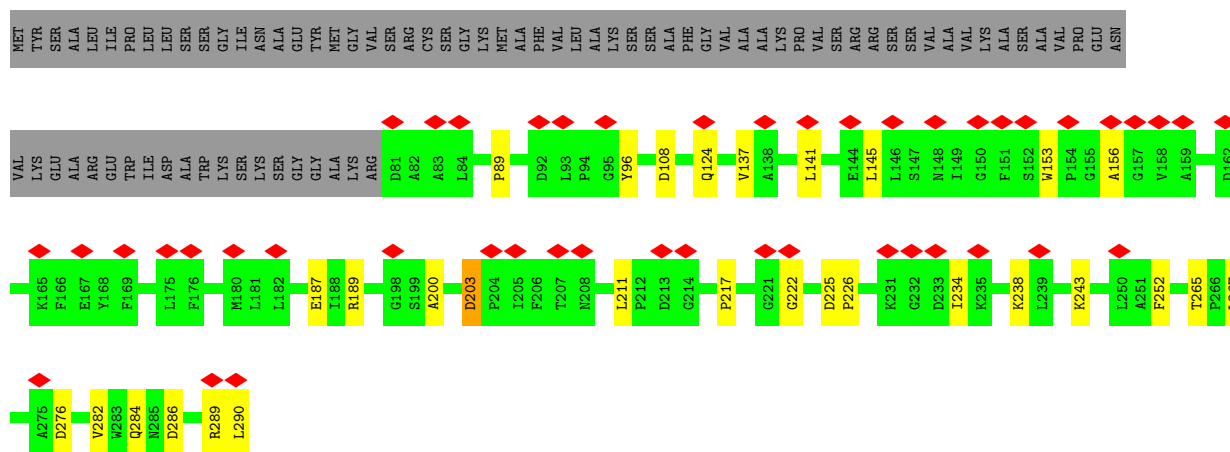 MET TYR SER ALA LEU ILE PRO LEU LEU SER SER GLY ILE ASN ALA GLU TYR MET GLY VAL SER ARG CYS SER GLY LYS MET ALA PHE VAL LEU ALA LYS SER SER ALA PHE GLY VAL ALA ALA LYS PRO VAL SER ARG ARG SER SER VAL ALA VAL LYS ALA SER ALA VAL PRO GLU ASN
VAL LYS GLU ALA ARG GLU TRP ILE ASP ALA TRP LYS SER LYS SER GLY GLY ALA LYS ARG D81 A82 A83 L84 P89 D92 L93 P94 G95 Y96 D108 Q124 V137 A138 L141 E144 L145 L146 S147 N148 I149 G150 F151 S152 W153 P154 G155 A156 G157 V158 A159 D162
K165 F166 E167 Y168 F169 L175 F176 M180 L181 L182 E187 I188 R189 G198 S199 A200 D203 P204 I205 F206 T207 N208 L211 P212 D213 G214 P217 G221 G222 D225 P226 K231 G232 D233 I234 K235 K238 L239 K243 L250 A251 F252 T265 P266
A275 D276 V282 W283 Q284 N285 D286 R289 L290